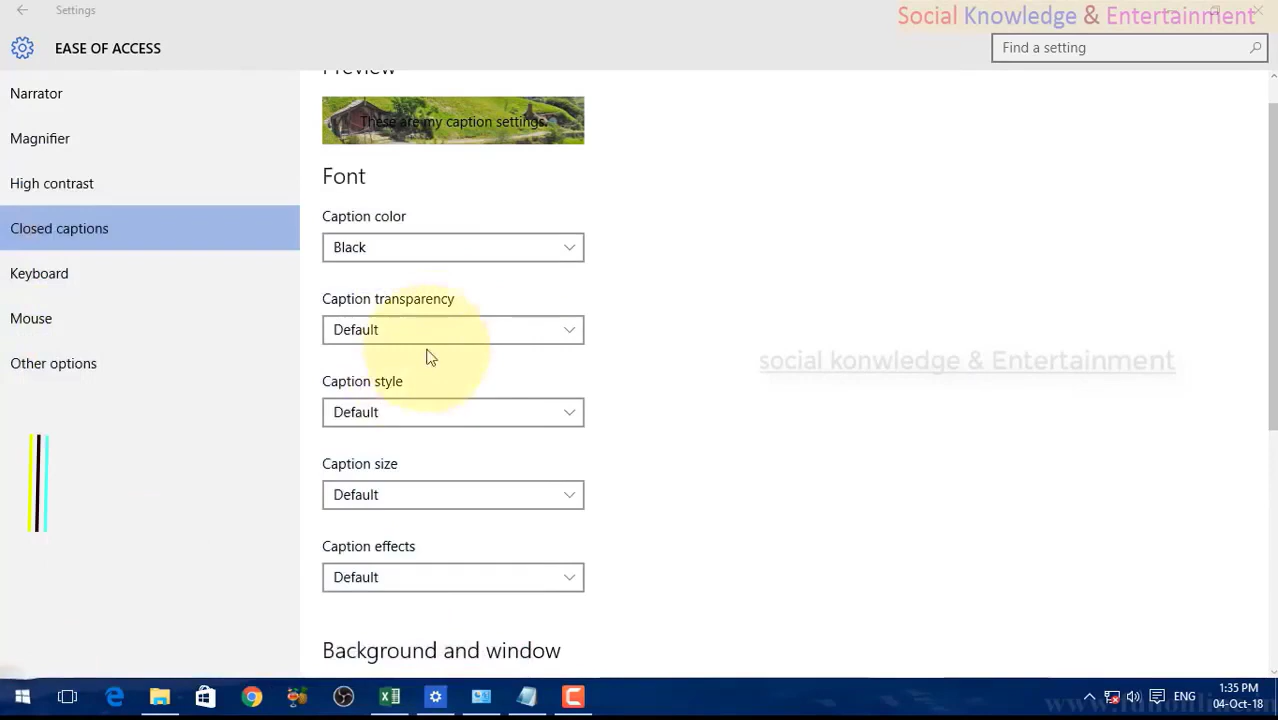 Settings
Social Knowledge & Entertainment
EASE OF ACCESS
Find a setting
Narrator
Magnifier
High contrast
Closed captions
Keyboard
Mouse
Other options
Preview
These are my caption settings.
Font
Caption color
Black
Caption transparency
Default
Caption style
Default
Caption size
Default
Caption effects
Default
Background and window
social konwledge & Entertainment
ENG
1:35 PM
04-Oct-18